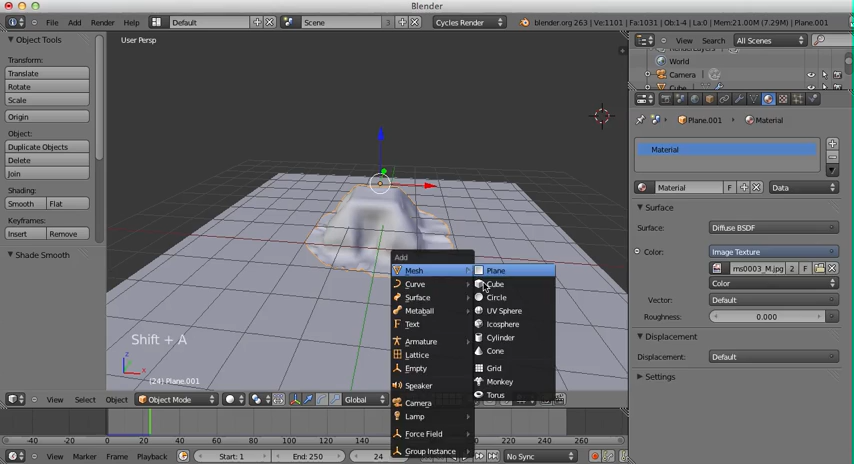 Blender
File Add Render Help Default Scene 3 Cycles Render blender.org 263 | Ve:1101 | Fa:1031 | Ob:1-4 | La:0 | Mem:21.00M (7.29M) | Plane.001
Object Tools
Transform:
Translate
Rotate
Scale
Origin
Object:
Duplicate Objects
Delete
Join
Shading:
Smooth Flat
Keyframes:
Insert Remove
Shade Smooth
User Persp
Shift + A
z
x
(24) Plane.001
Add
Mesh
Curve
Surface
Metaball
Text
Armature
Lattice
Empty
Speaker
Camera
Lamp
Force Field
Group Instance
Plane
Cube
Circle
UV Sphere
Icosphere
Cylinder
Cone
Grid
Monkey
Torus
View Select Object Object Mode Global
-40 -20 0 20 40 60 80 100 120 140 160 200 220 240 260
View Marker Frame Playback Start: 1 End: 250 24 No Sync
View Search All Scenes
RenderLayers
World
Camera
Cube
Plane.001 Material
Material
Material F Data
Surface
Surface: Diffuse BSDF
Color: Image Texture
ms0003_M.jpg 2 F
Color
Vector: Default
Roughness: 0.000
Displacement
Displacement: Default
Settings